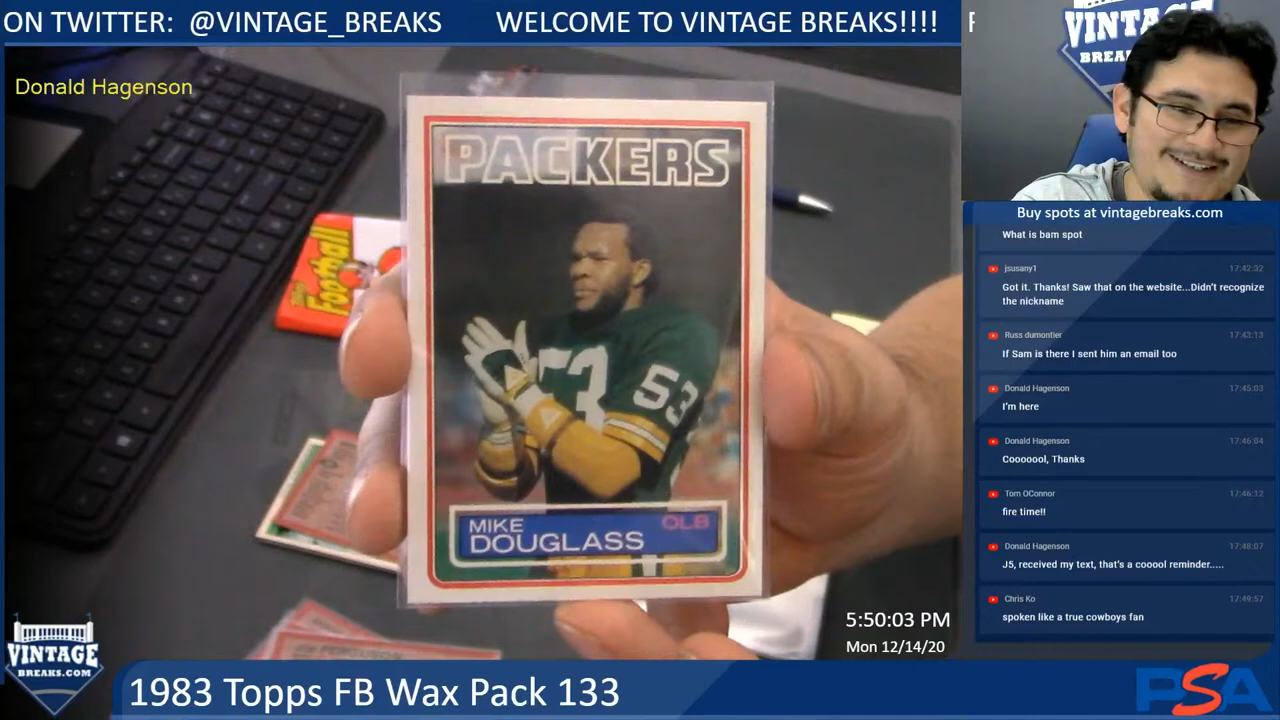 ON TWITTER: @VINTAGE_BREAKS WELCOME TO VINTAGE BREAKS!!!!
VINTAGE
Donald Hagenson
PACKERS
Topps
Football
53
53
MIKE
DOUGLASS
OLB
FERGUSON
Buy spots at vintagebreaks.com
What is bam spot
jsusany1 17:42:32
Got it. Thanks! Saw that on the website...Didn't recognize
the nickname
Russ dumontier 17:43:13
If Sam is there I sent him an email too
Donald Hagenson 17:45:03
I'm here
Donald Hagenson 17:46:04
Cooooool, Thanks
Tom OConnor 17:46:12
fire time!!
Donald Hagenson 17:48:07
J5, received my text, that's a cooool reminder.....
Chris Ko 17:49:57
spoken like a true cowboys fan
5:50:03 PM
Mon 12/14/20
VINTAGE
BREAKS.COM
1983 Topps FB Wax Pack 133
PSA